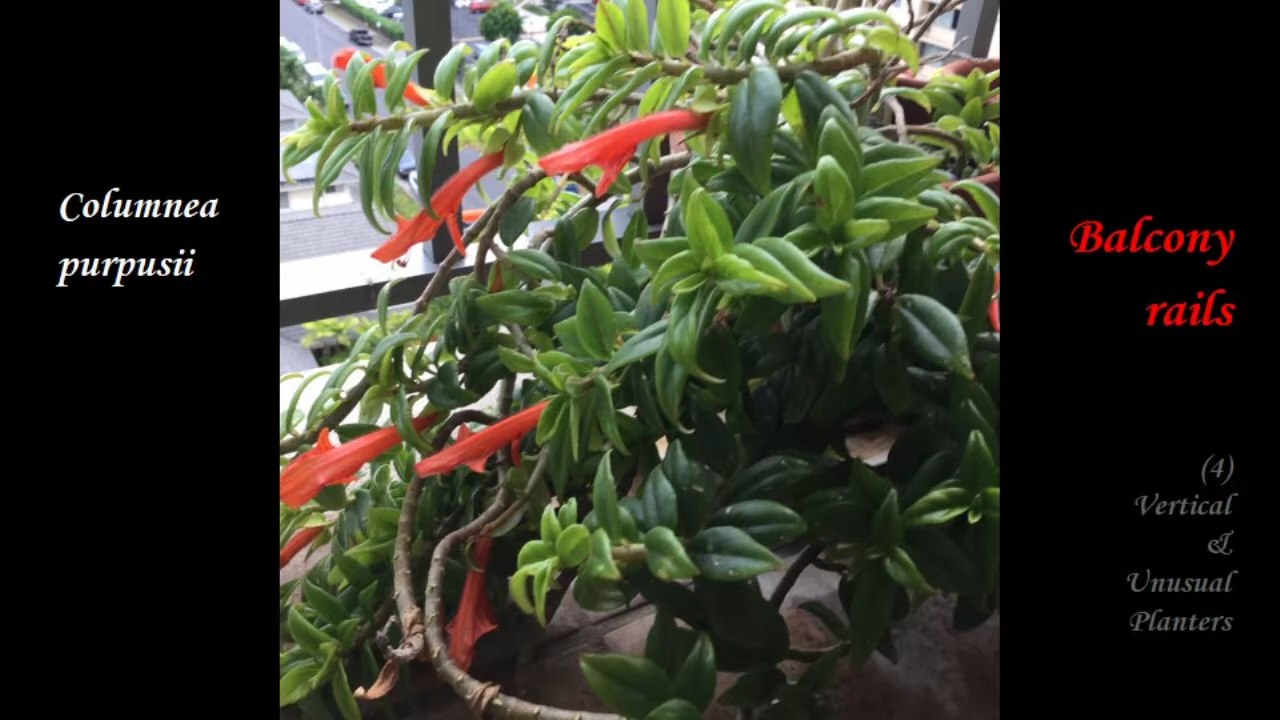 Columnea
purpusii
Balcony
rails
(4)
Vertical
&
Unusual
Planters